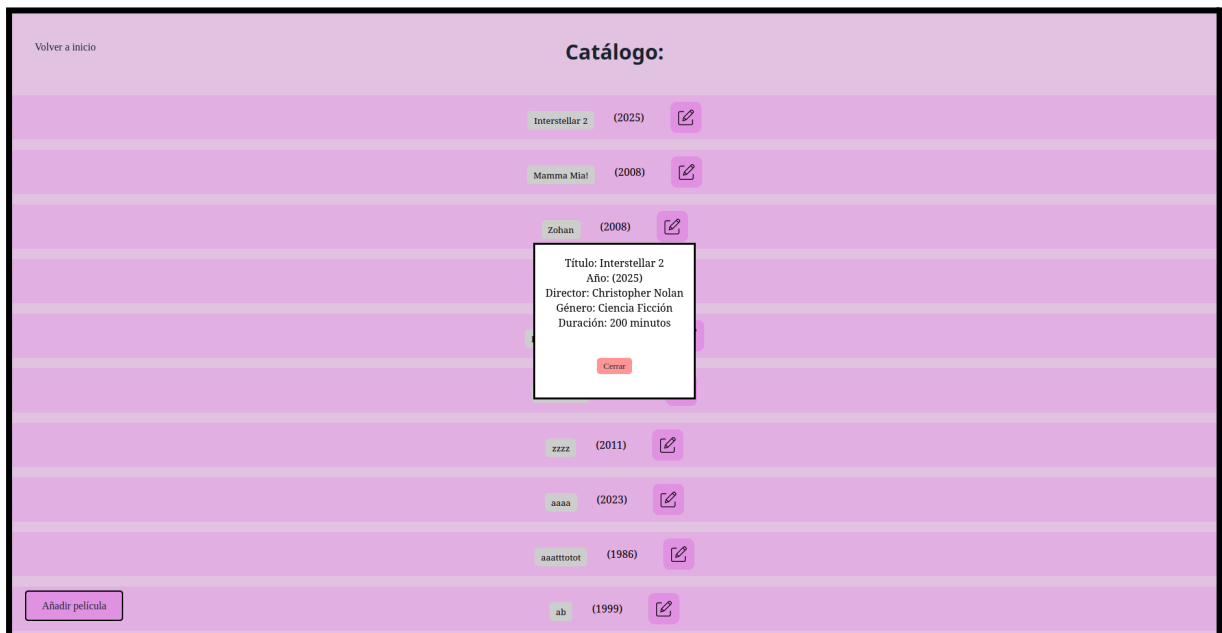 Volver a inicio
Catálogo:
Interstellar 2 (2025)
Mamma Mia! (2008)
Zohan (2008)
Título: Interstellar 2
Año: (2025)
Director: Christopher Nolan
Género: Ciencia Ficción
Duración: 200 minutos
Cerrar
zzzz (2011)
aaaa (2023)
aaatttotot (1986)
ab (1999)
Añadir película